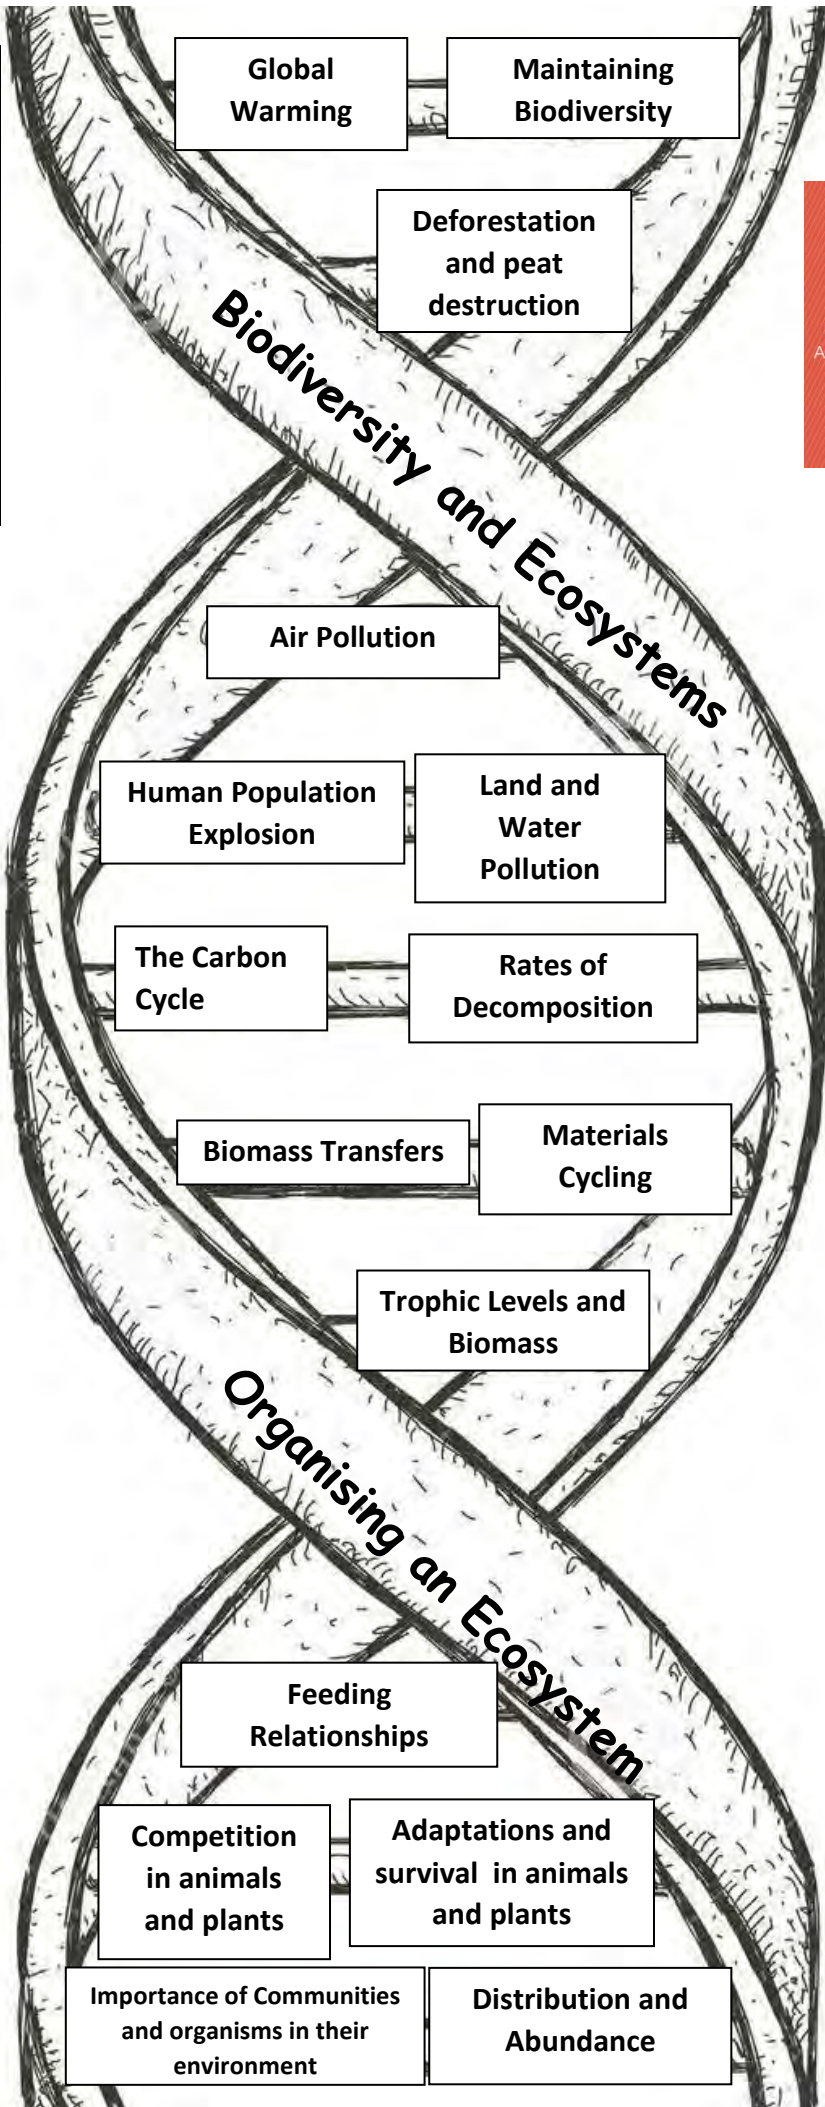 Global
Warming
Maintaining
Biodiversity
Deforestation
and peat
destruction
A
Biodiversity and Ecosystems
Air Pollution
Human Population
Explosion
Land and
Water
Pollution
The Carbon
Cycle
Rates of
Decomposition
Biomass Transfers
Materials
Cycling
Trophic Levels and
Biomass
Organising an Ecosystem
Feeding
Relationships
Competition
in animals
and plants
Adaptations and
survival in animals
and plants
Importance of Communities
and organisms in their
environment
Distribution and
Abundance